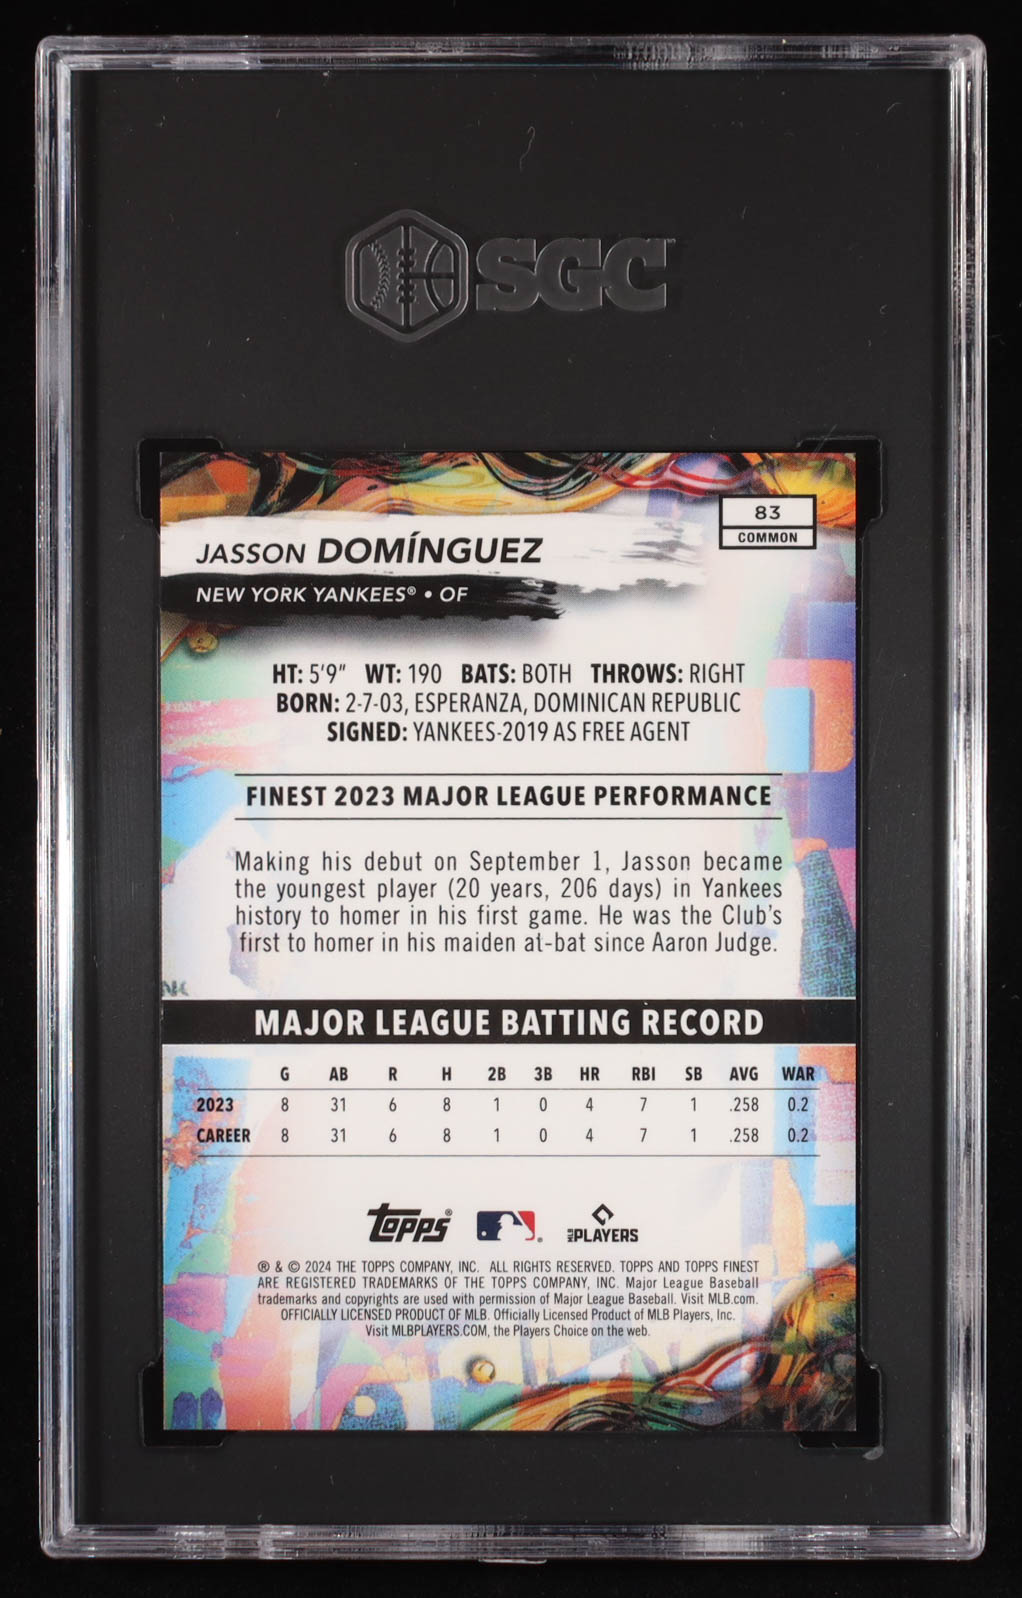 SGC
83
COMMON
JASSON DOMÍNGUEZ
NEW YORK YANKEES® • OF
HT: 5'9" WT: 190 BATS: BOTH THROWS: RIGHT
BORN: 2-7-03, ESPERANZA, DOMINICAN REPUBLIC
SIGNED: YANKEES-2019 AS FREE AGENT
FINEST 2023 MAJOR LEAGUE PERFORMANCE
Making his debut on September 1, Jasson became
the youngest player (20 years, 206 days) in Yankees
history to homer in his first game. He was the Club's
first to homer in his maiden at-bat since Aaron Judge.
MAJOR LEAGUE BATTING RECORD
G AB R H 2B 3B HR RBI SB AVG WAR
2023 8 31 6 8 1 0 4 7 1 .258 0.2
CAREER 8 31 6 8 1 0 4 7 1 .258 0.2
Topps® ® MLB PLAYERS
® & © 2024 THE TOPPS COMPANY, INC. ALL RIGHTS RESERVED. TOPPS AND TOPPS FINEST
ARE REGISTERED TRADEMARKS OF THE TOPPS COMPANY, INC. Major League Baseball
trademarks and copyrights are used with permission of Major League Baseball. Visit MLB.com.
OFFICIALLY LICENSED PRODUCT OF MLB. Officially Licensed Product of MLB Players, Inc.
Visit MLBPLAYERS.COM, the Players Choice on the web.